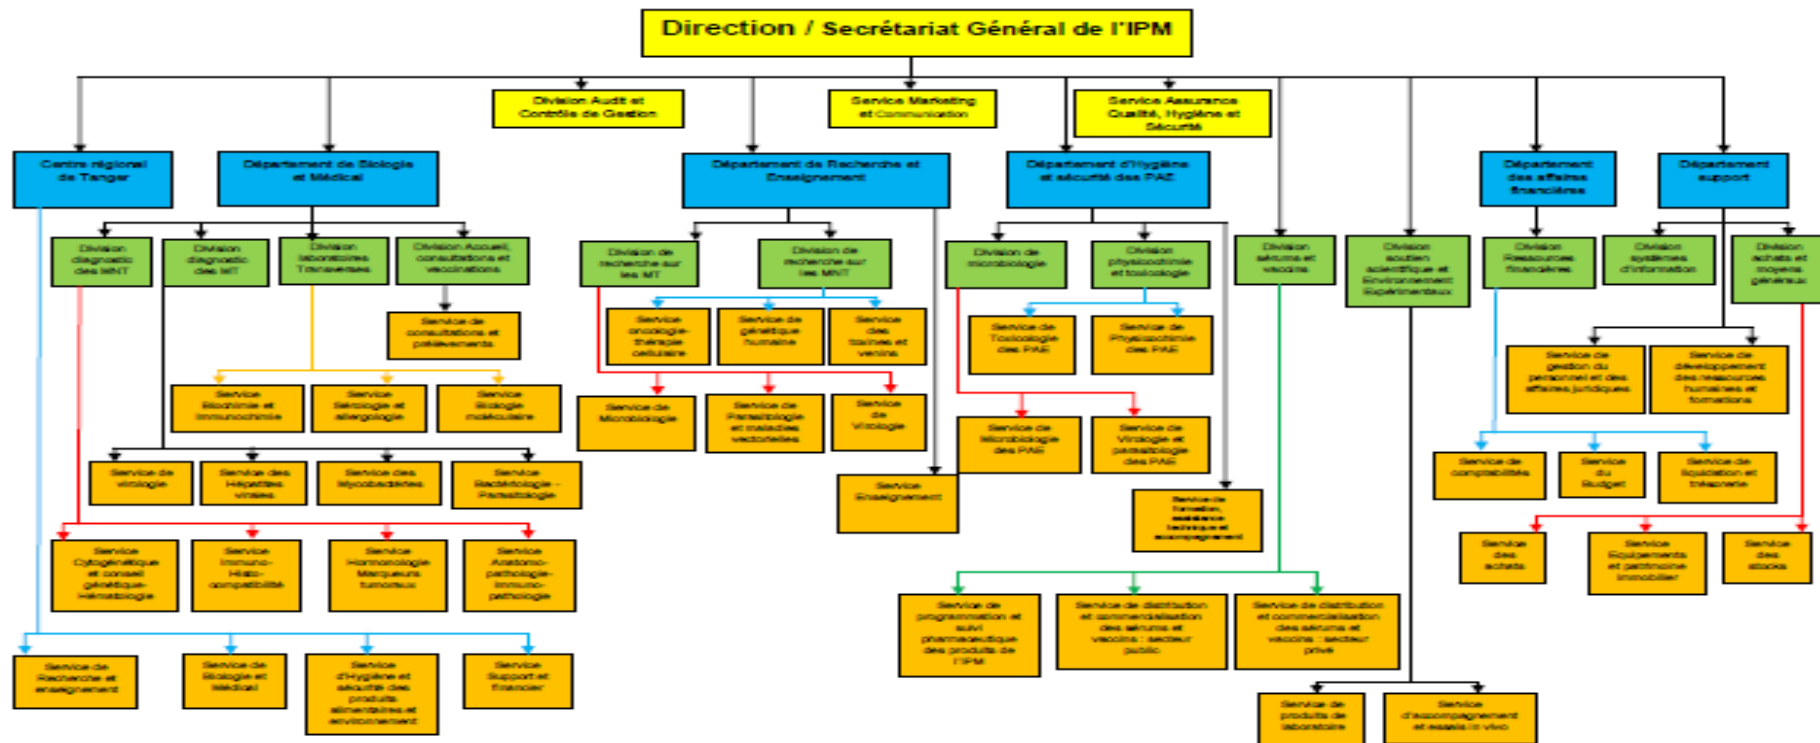 Direction / Secrétariat Général de l'IPM
Division Audit et
Contrôle de Gestion
Service Marketing
et Communication
Service Assurance
Qualité, Hygiène et
Sécurité
Centre régional
de Tanger
Département de Biologie
et Médical
Département de Recherche et
Enseignement
Département d'Hygiène
et sécurité des PAE
Département
des affaires
financières
Département
support
Division
diagnostic
des MNT
Division
diagnostic
des MT
Division
laboratoires
Transverses
Division Accueil,
consultations et
vaccinations
Division de
recherche sur
les MT
Division de
recherche sur
les MNT
Division
de microbiologie
Division
physicochimie
et toxicologie
Division
sérums et
vaccins
Division
soutien
scientifique et
Environnement
Expérimentaux
Division
Ressources
financières
Division
systèmes
d'information
Division
achats et
moyens
généraux
Service de
consultations et
prélèvements
Service
oncologie-
thérapie
cellulaire
Service de
génétique
humaine
Service
des
toxines et
venins
Service de
Toxicologie
des PAE
Service de
Physicochimie
des PAE
Service de
gestion du
personnel et des
affaires juridiques
Service de
développement
des ressources
humaines et
formations
Service
Biochimie et
Immunochimie
Service
Sérologie et
allergologie
Service
Biologie
moléculaire
Service de
Microbiologie
Service de
Parasitologie
et maladies
vectorielles
Service
de
Virologie
Service de
Microbiologie
des PAE
Service de
Virologie et
parasitologie
des PAE
Service de
comptabilités
Service
du
Budget
Service de
liquidation et
trésorerie
Service de
virologie
Service des
Hépatites
virales
Service des
Mycobactéries
Service
Bactériologie -
Parasitologie
Service
Enseignement
Service de
formation,
assistance
technique et
accompagnement
Service
des
achats
Service
Equipements
et patrimoine
immobilier
Service
des
stocks
Service
Cytogénétique
et conseil
génétique-
Hématologie
Service
Immuno-
Histo-
compatibilité
Service
Hormonologie
Marqueurs
tumoraux
Service
Anatomo-
pathologie-
Immuno-
pathologie
Service de
programmation et
suivi
pharmaceutique
des produits de
l'IPM
Service de distribution
et commercialisation
des sérums et
vaccins : secteur
public
Service de distribution
et commercialisation
des sérums et
vaccins : secteur
privé
Service de
Recherche et
enseignement
Service de
Biologie
et Médical
Service
d'Hygiène et
sécurité des
produits
alimentaires et
environnement
Service
Support et
financier
Service de
produits de
laboratoire
Service
d'accompagnement
et essais in vivo